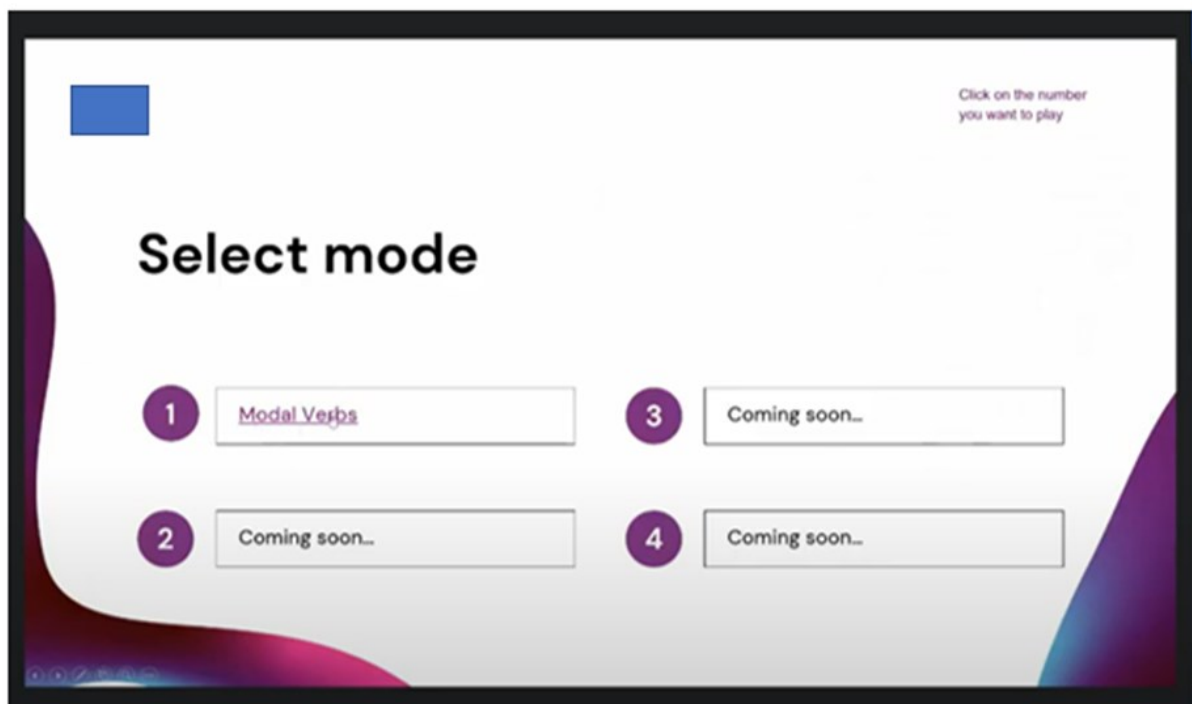 Click on the number
you want to play
Select mode
1
Modal Verbs
2
Coming soon...
3
Coming soon...
4
Coming soon...